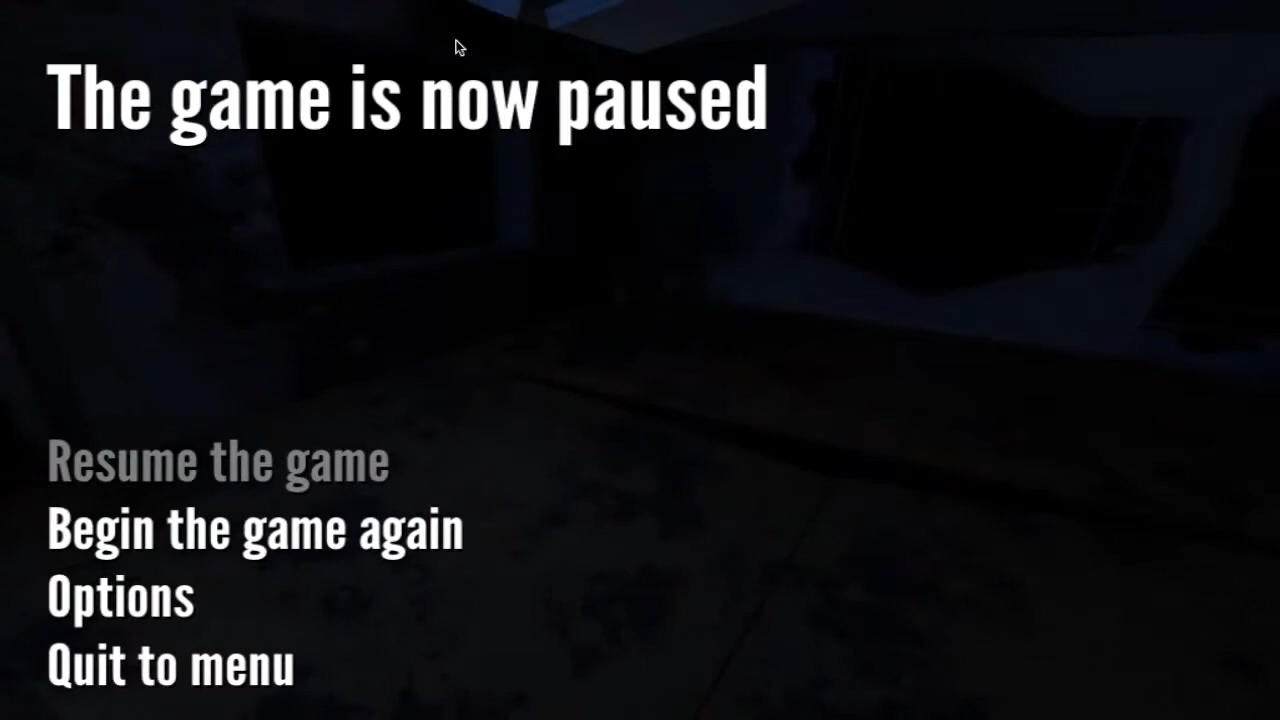 The game is now paused
Resume the game
Begin the game again
Options
Quit to menu